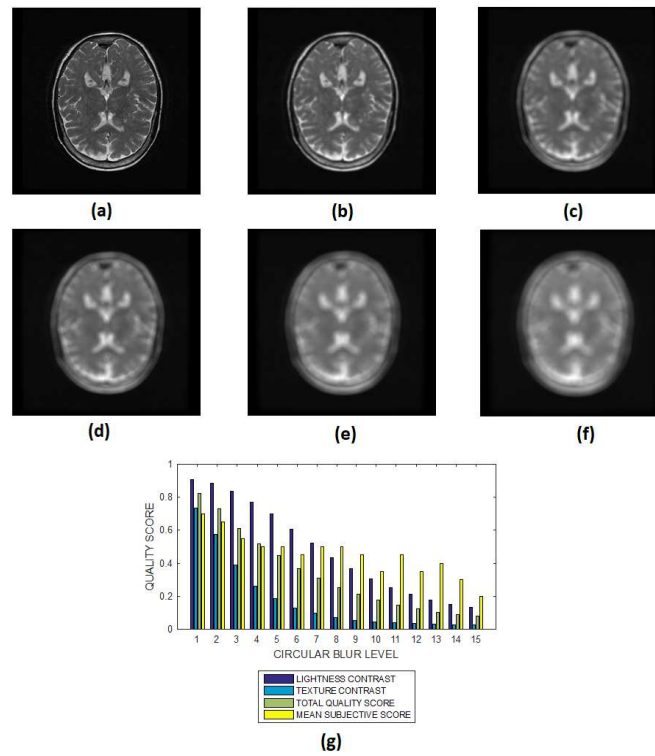 (a)
(b)
(c)
(d)
(e)
(f)
1
0.8
0.6
0.4
0.2
0
QUALITY SCORE
1 2 3 4 5 6 7 8 9 10 11 12 13 14 15
CIRCULAR BLUR LEVEL
LIGHTNESS CONTRAST
TEXTURE CONTRAST
TOTAL QUALITY SCORE
MEAN SUBJECTIVE SCORE
(g)